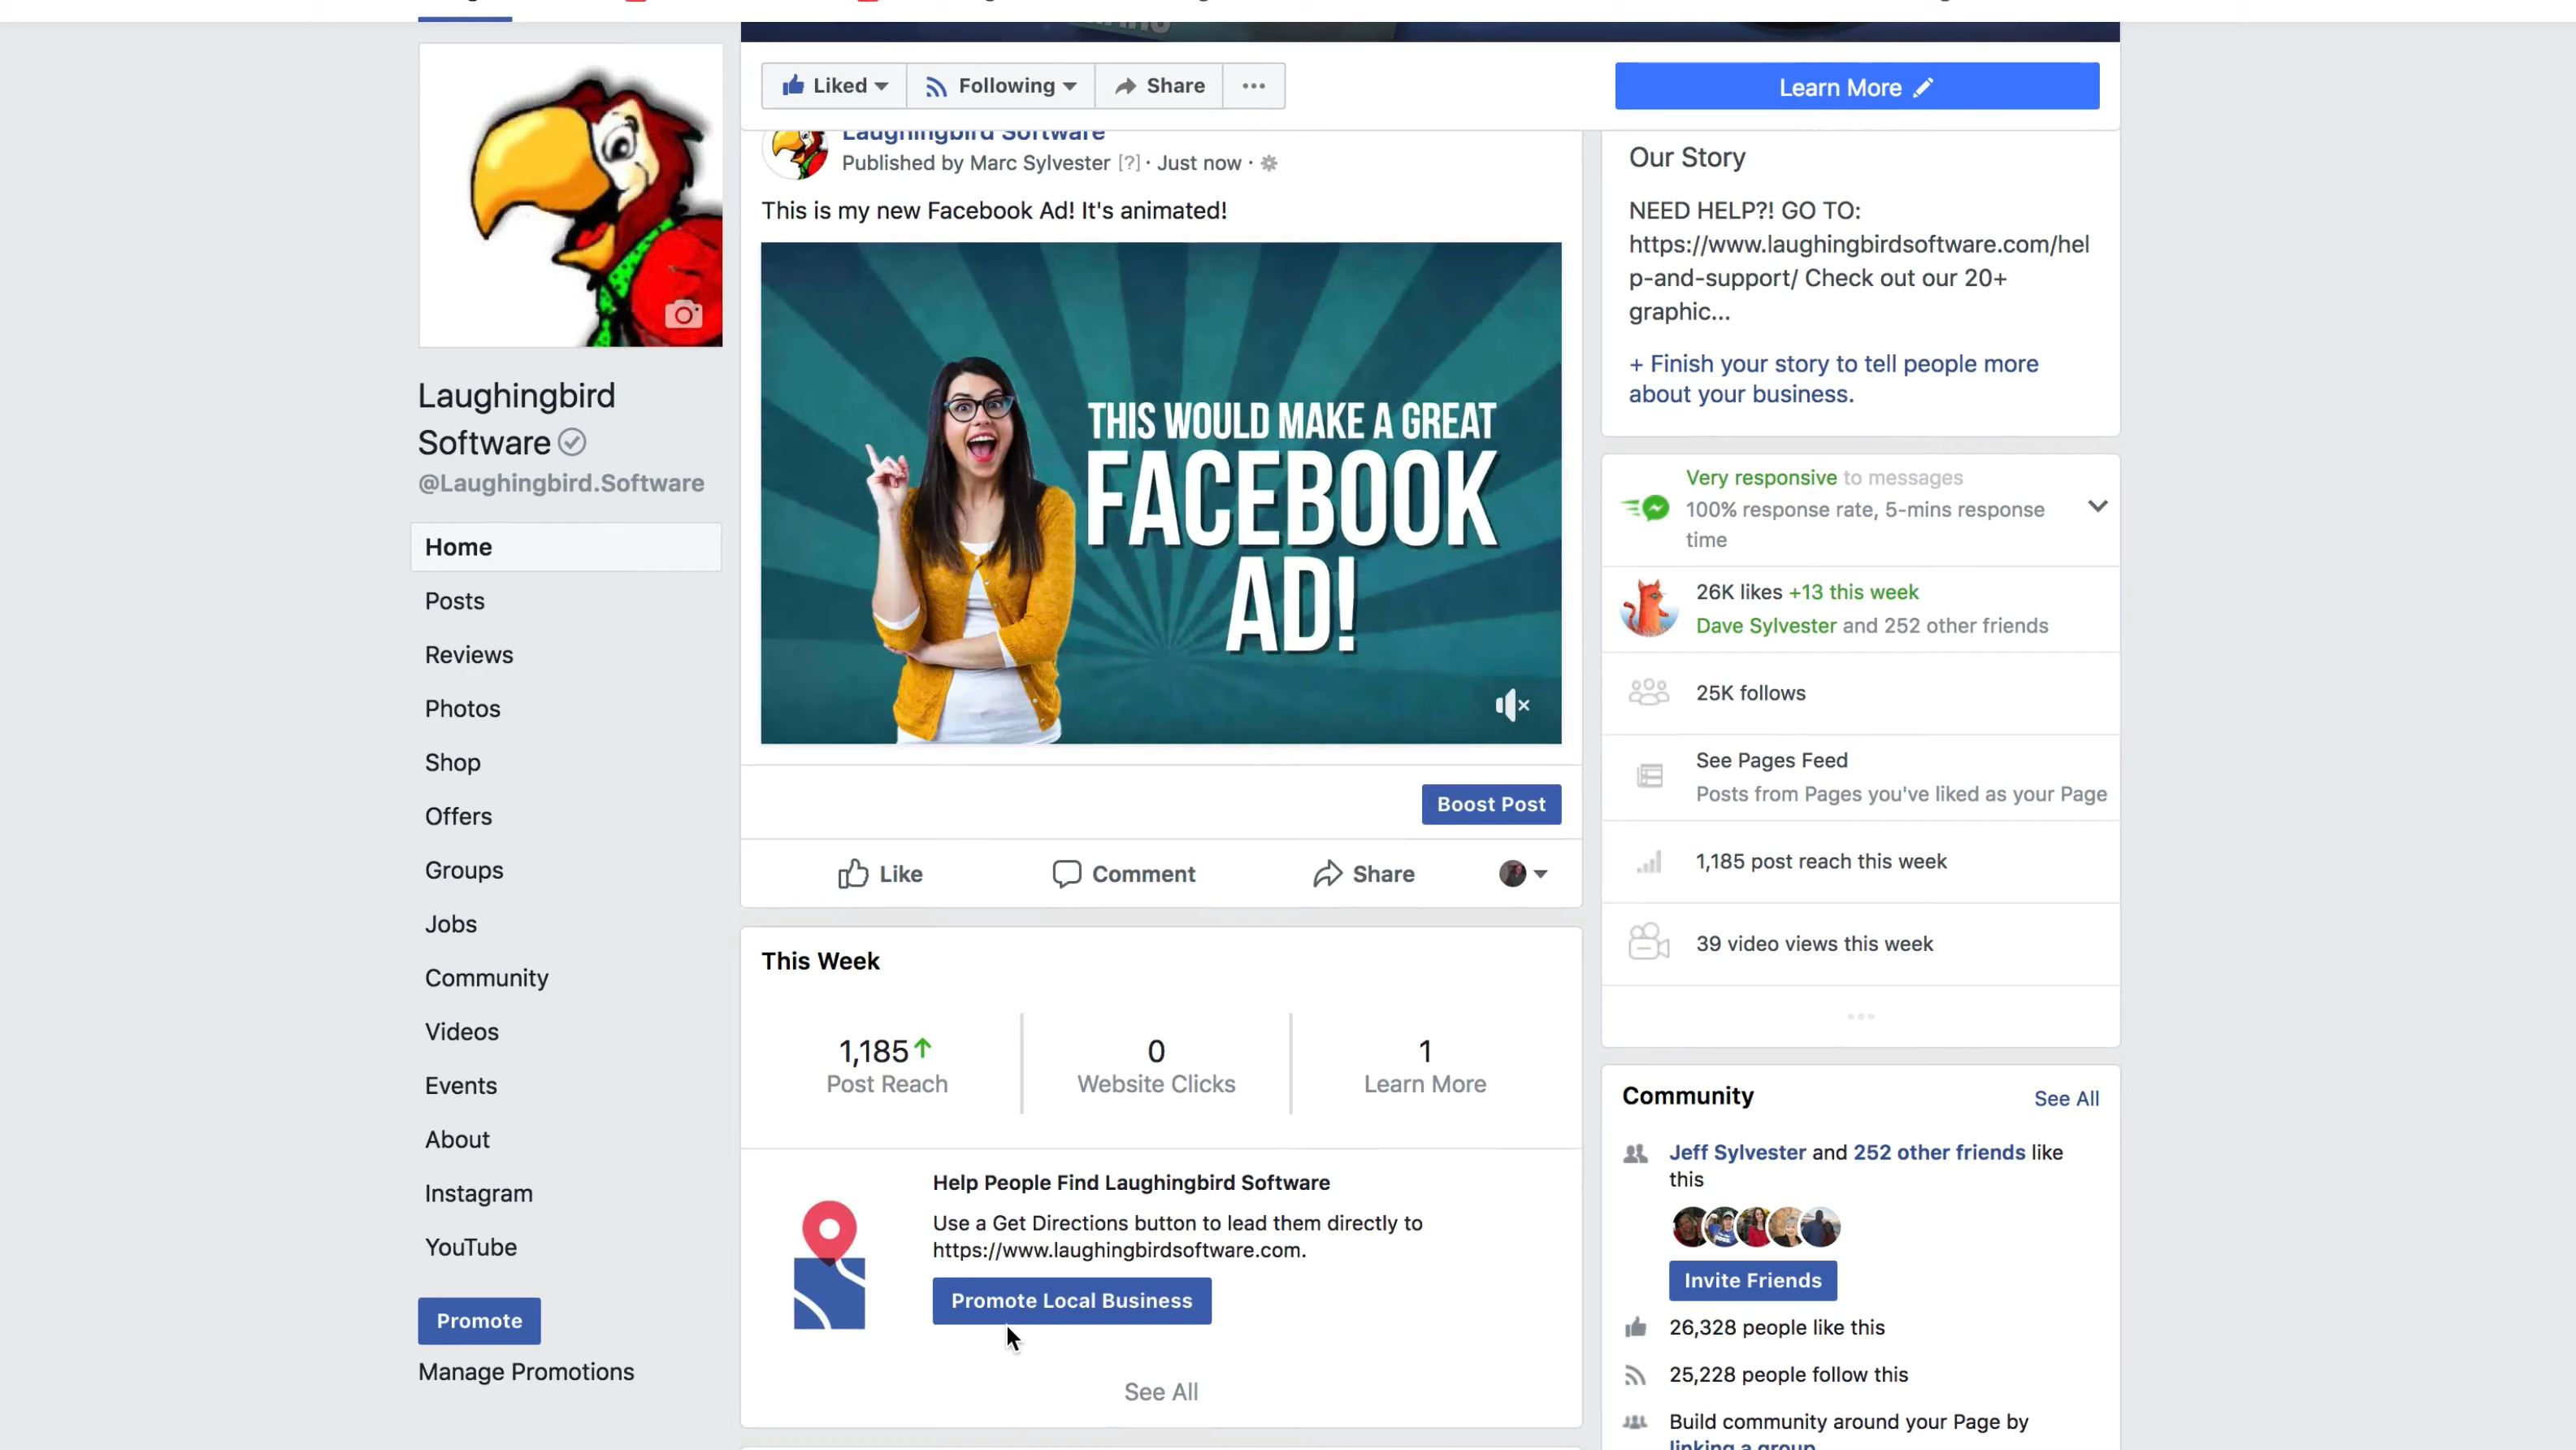 Liked
Following
Share
Learn More
Laughingbird Software
Published by Marc Sylvester [?] · Just now ·
This is my new Facebook Ad! It's animated!
THIS WOULD MAKE A GREAT
FACEBOOK
AD!
Boost Post
Like
Comment
Share
This Week
1,185
Post Reach
0
Website Clicks
1
Learn More
Help People Find Laughingbird Software
Use a Get Directions button to lead them directly to
https://www.laughingbirdsoftware.com.
Promote Local Business
See All
Laughingbird
Software
@Laughingbird.Software
Home
Posts
Reviews
Photos
Shop
Offers
Groups
Jobs
Community
Videos
Events
About
Instagram
YouTube
Promote
Manage Promotions
Our Story
NEED HELP?! GO TO:
https://www.laughingbirdsoftware.com/hel
p-and-support/ Check out our 20+
graphic...
+ Finish your story to tell people more
about your business.
Very responsive to messages
100% response rate, 5-mins response
time
26K likes +13 this week
Dave Sylvester and 252 other friends
25K follows
See Pages Feed
Posts from Pages you've liked as your Page
1,185 post reach this week
39 video views this week
Community
See All
Jeff Sylvester and 252 other friends like
this
Invite Friends
26,328 people like this
25,228 people follow this
Build community around your Page by
linking a group